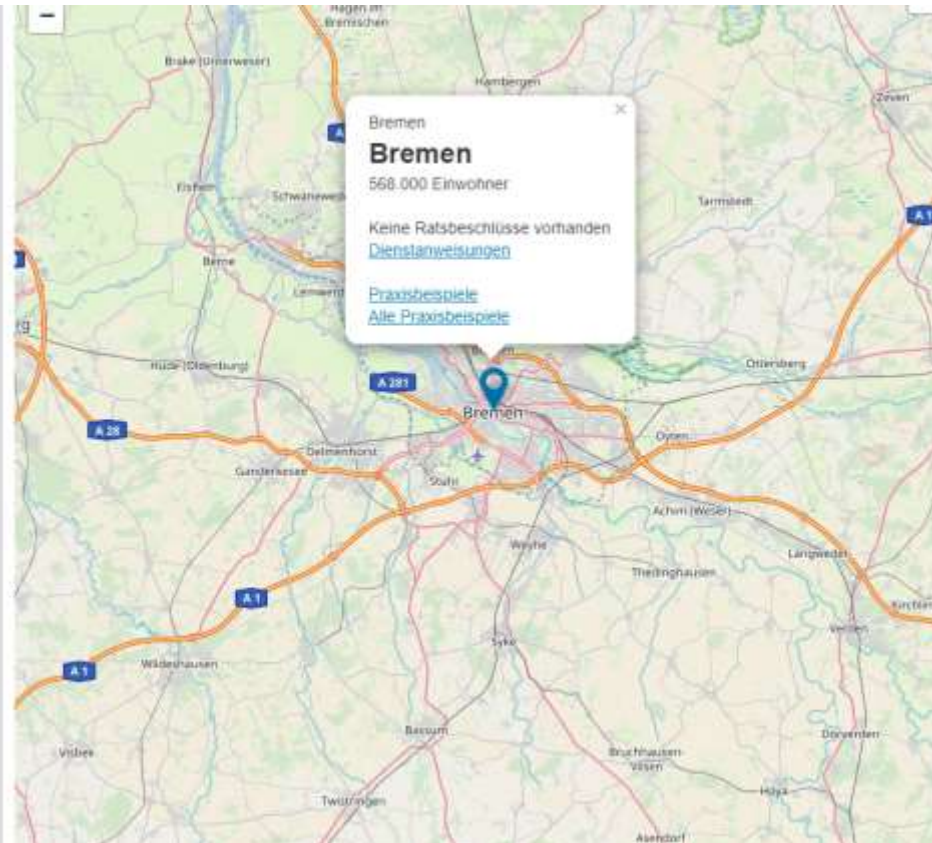 −
Hagen im
Bremischen
Brake (Unterweser)
Hambergen
Zeven
A
×
Bremen
Bremen
568.000 Einwohner
Keine Ratsbeschlüsse vorhanden
Dienstanweisungen
Praxisbeispiele
Alle Praxisbeispiele
Elsfleth
Schwanewede
Tarmstedt
A 1
Berne
Lemwerd
g
Hude (Oldenburg)
Ottersberg
A 281
Bremen
A 28
Oyten
Delmenhorst
Ganderkesee
Stuhr
Achim (Weser)
Weyhe
Langwedel
Thedinghausen
A 1
Kirchlin
Verden
Syke
Wildeshausen
A 1
Bassum
Dörverden
Visbek
Bruchhausen-
Vilsen
Hoya
Twistringen
Asendorf